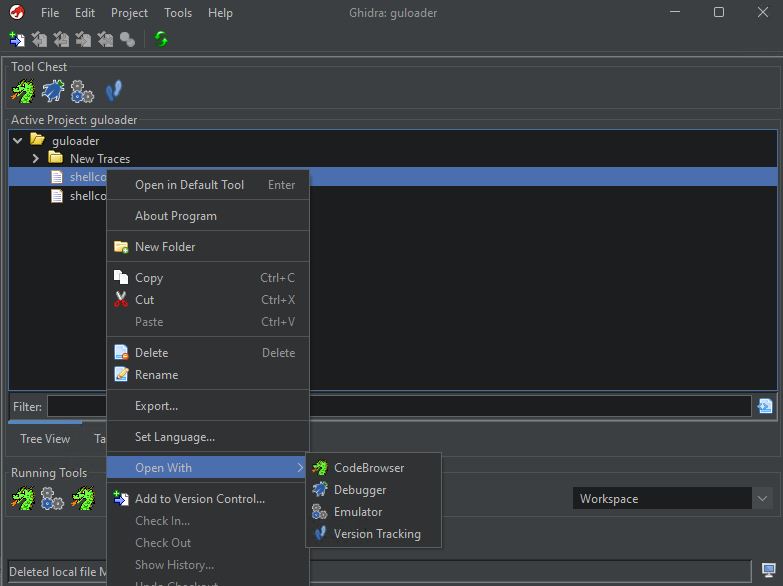 File Edit Project Tools Help Ghidra: guloader
Tool Chest
Active Project: guloader
guloader
New Traces
shellco
shellco
Open in Default Tool Enter
About Program
New Folder
Copy Ctrl+C
Cut Ctrl+X
Paste Ctrl+V
Delete Delete
Rename
Export...
Set Language...
Open With
Add to Version Control...
Check In...
Check Out
Show History...
Undo Checkout
CodeBrowser
Debugger
Emulator
Version Tracking
Filter:
Tree View Ta
Running Tools
Workspace
Deleted local file M